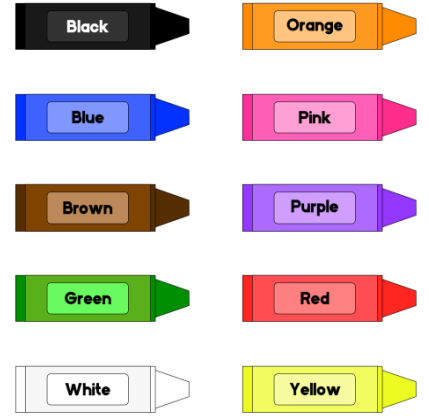 Black
Orange
Blue
Pink
Brown
Purple
Green
Red
White
Yellow